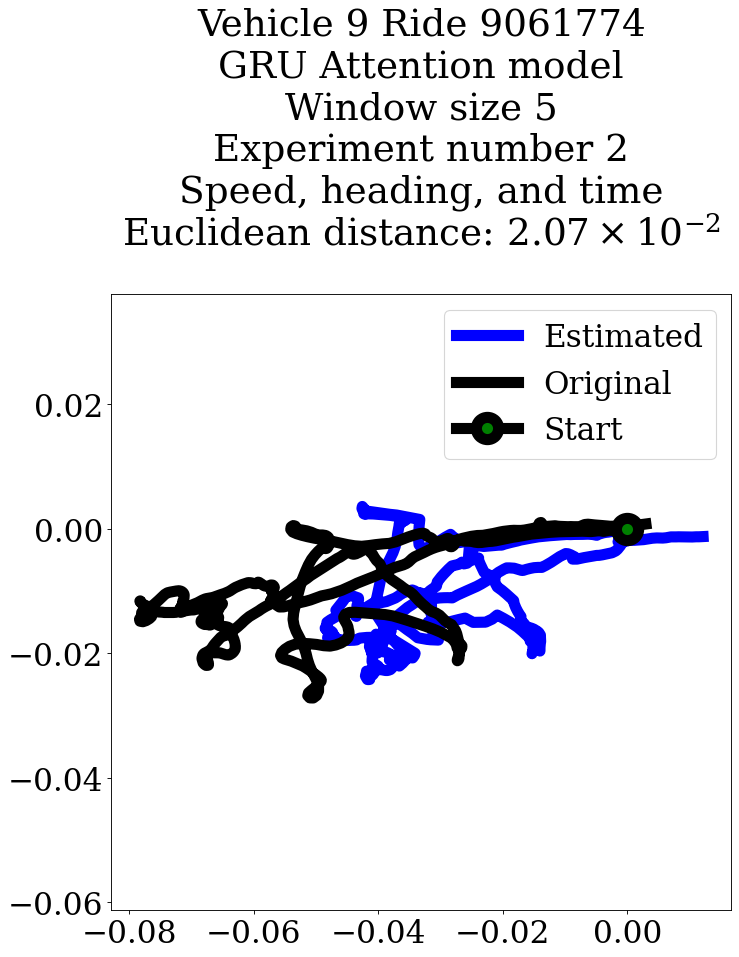 Vehicle 9 Ride 9061774
GRU Attention model
Window size 5
Experiment number 2
Speed, heading, and time
Euclidean distance: 2.07 × 10⁻²
Estimated
Original
Start
0.02
0.00
−0.02
−0.04
−0.06
−0.08 −0.06 −0.04 −0.02 0.00